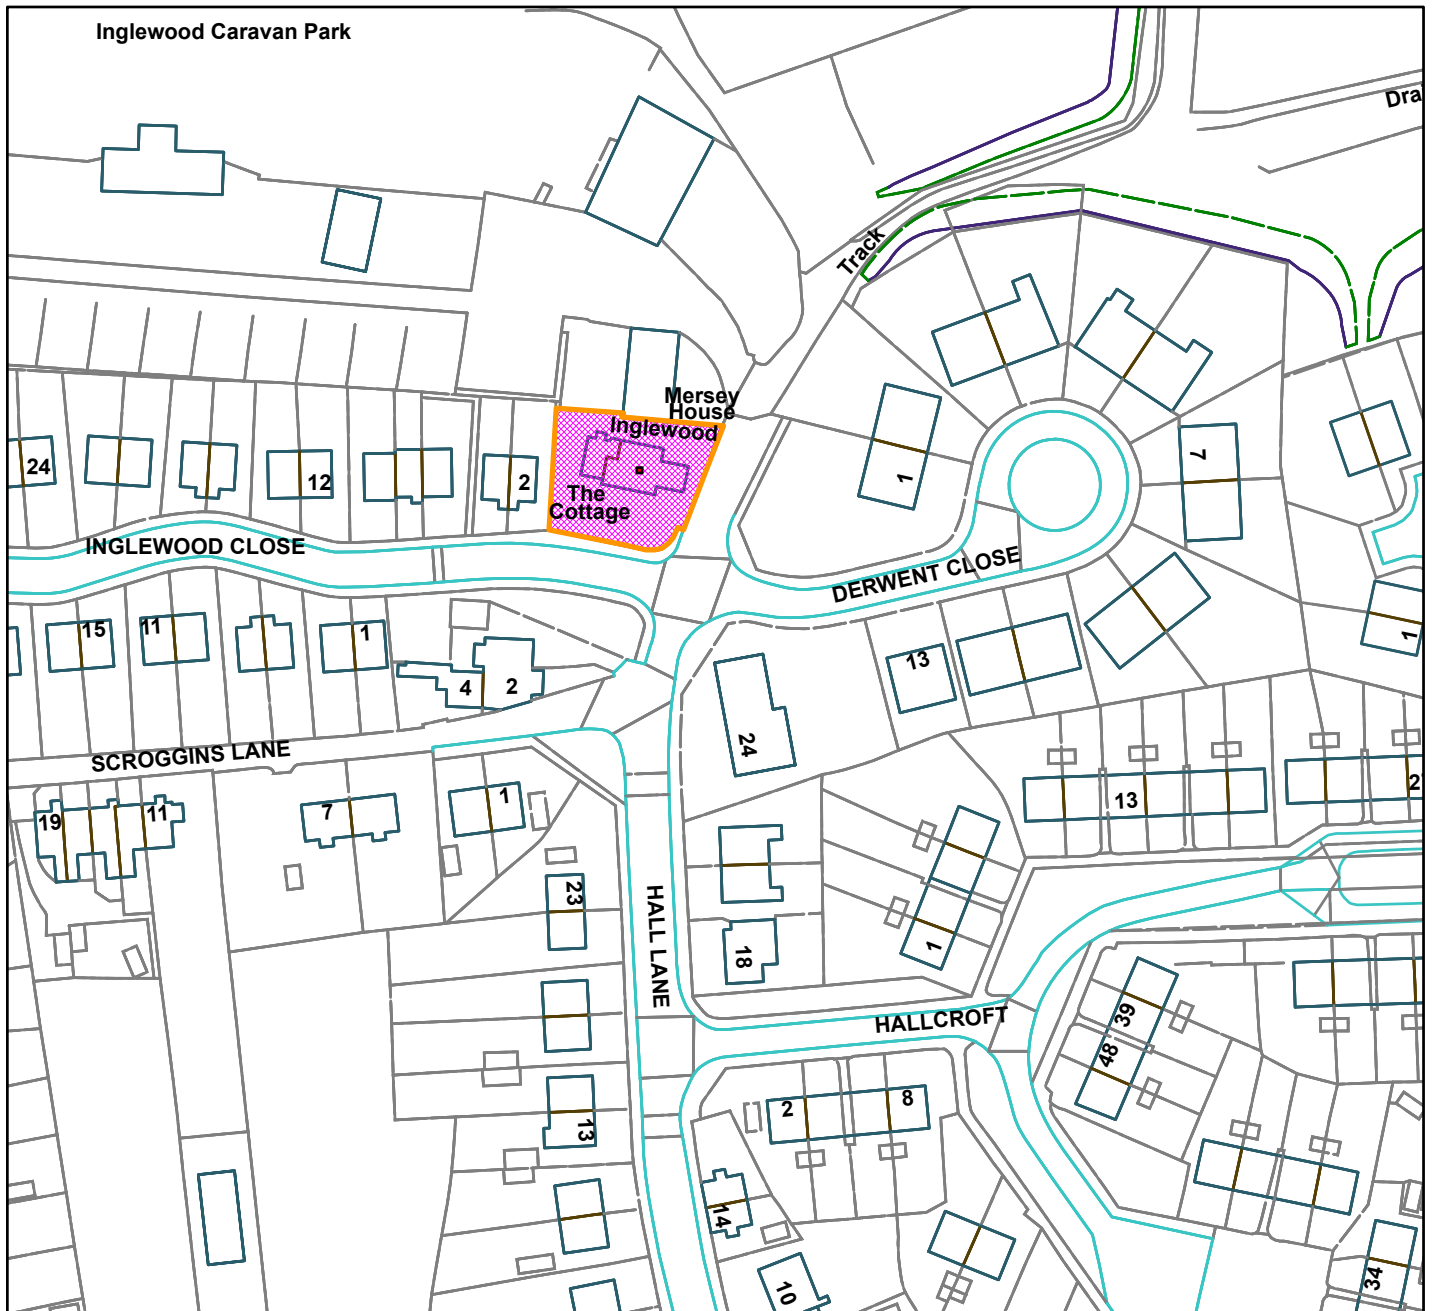 Inglewood Caravan Park
Dra
Track
Mersey
House
Inglewood
The
Cottage
24
12
2
1
7
INGLEWOOD CLOSE
DERWENT CLOSE
15
11
1
4
2
13
1
24
SCROGGINS LANE
19
11
7
1
13
2
23
HALL LANE
18
1
HALLCROFT
39
48
2
8
13
14
10
34